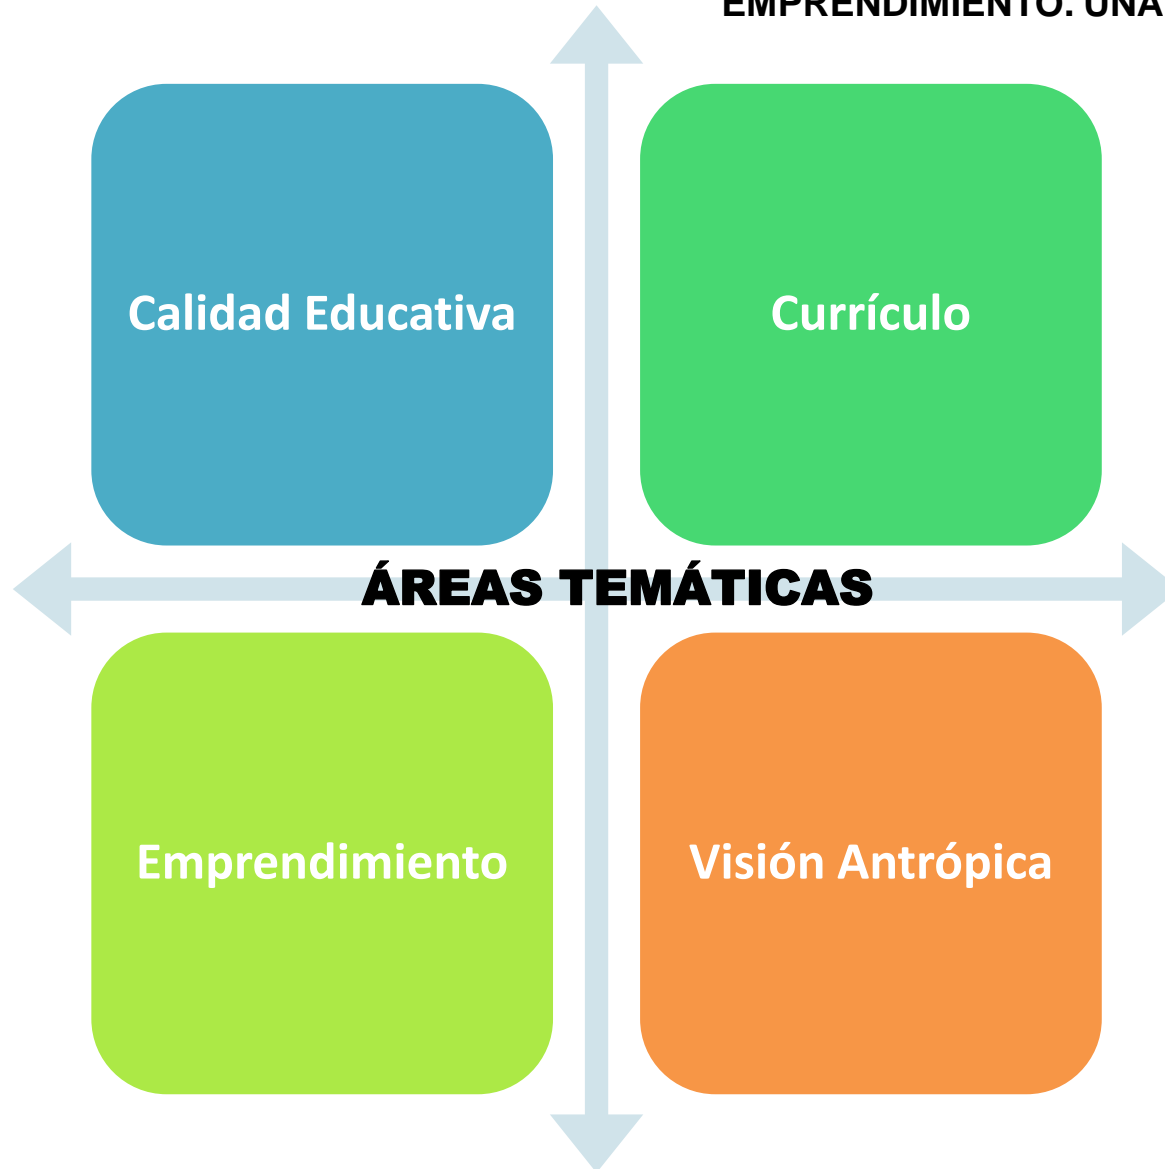 EMPRENDIMIENTO. UNA
Calidad Educativa
Currículo
ÁREAS TEMÁTICAS
Emprendimiento
Visión Antrópica